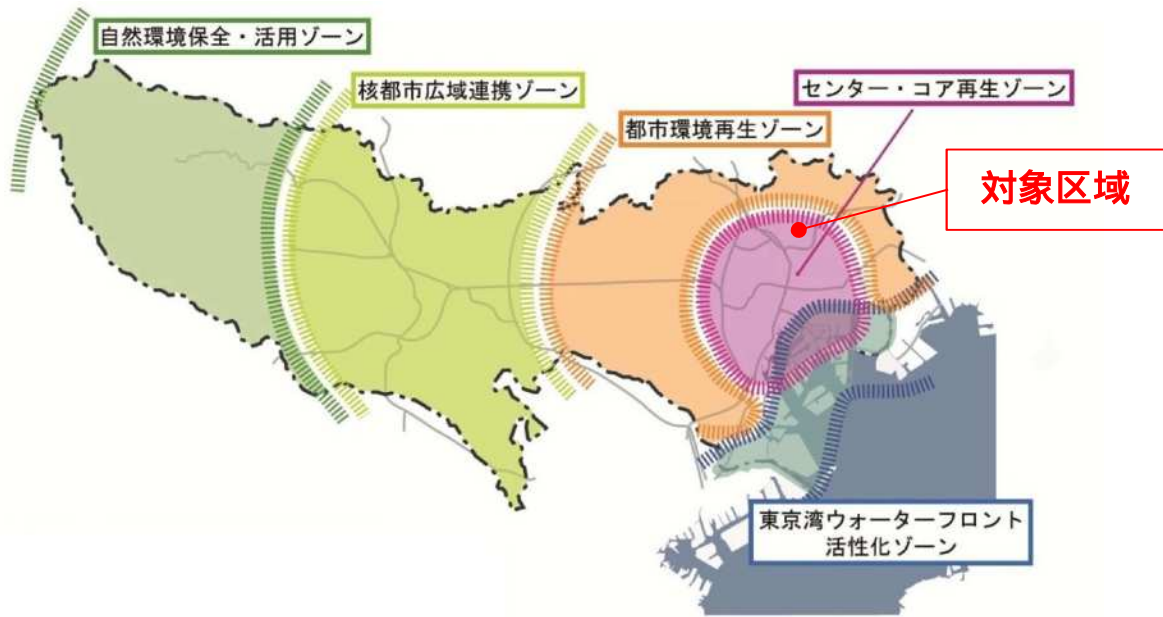 自然環境保全・活用ゾーン
核都市広域連携ゾーン
センター・コア再生ゾーン
都市環境再生ゾーン
対象区域
東京湾ウォーターフロント
活性化ゾーン